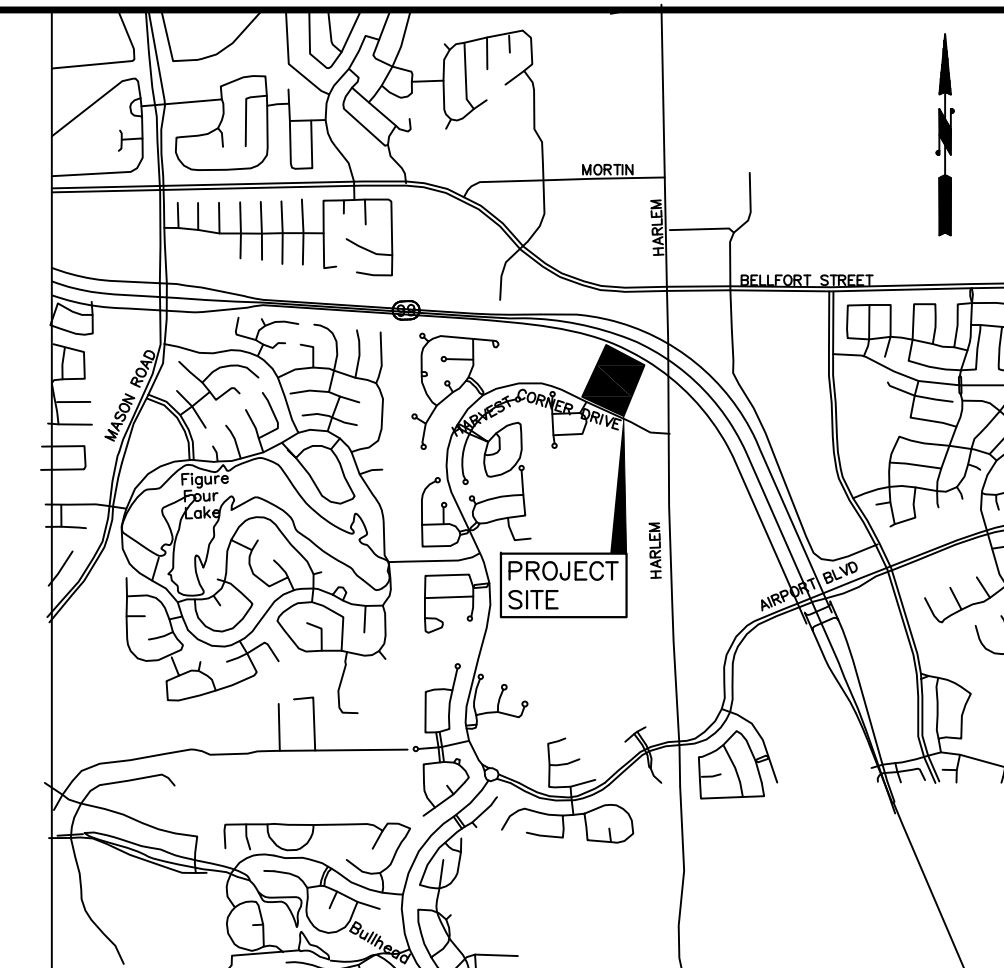 N
MORTIN
HARLEM
BELLFORT STREET
99
MASON ROAD
HARVEST CORNER DRIVE
Figure
Four
Lake
HARLEM
PROJECT
SITE
AIRPORT BLVD
Bullhead